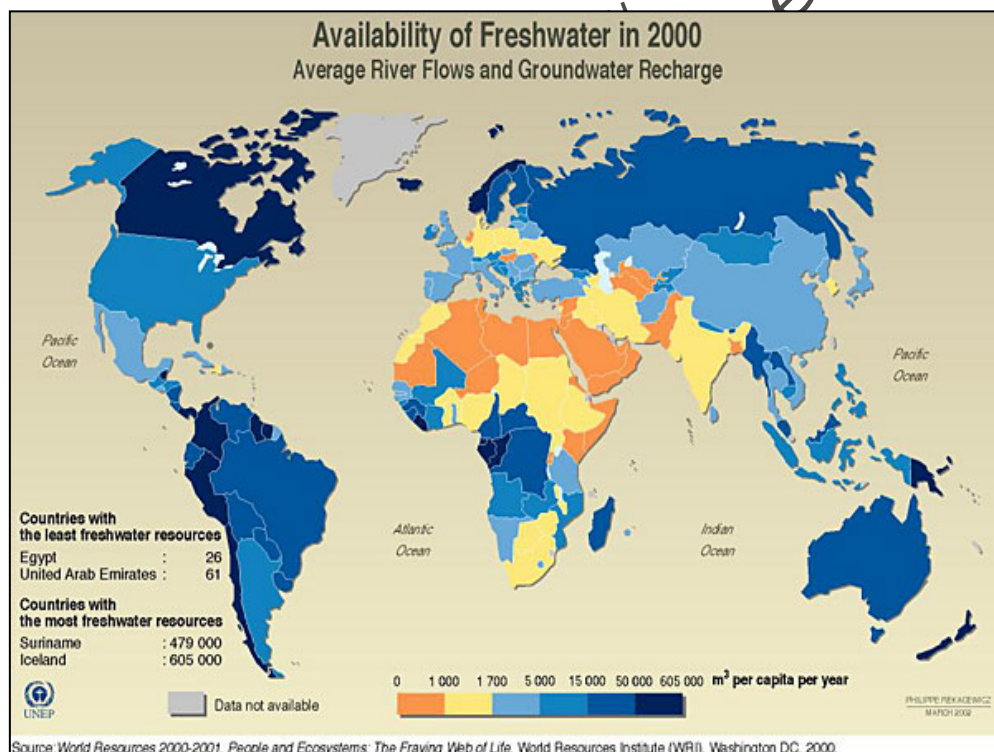 Availability of Freshwater in 2000
Average River Flows and Groundwater Recharge
Pacific
Ocean
Pacific
Ocean
Atlantic
Ocean
Indian
Ocean
Countries with
the least freshwater resources
Egypt : 26
United Arab Emirates : 61
Countries with
the most freshwater resources
Suriname : 479 000
Iceland : 605 000
0 1 000 1 700 5 000 15 000 50 000 605 000 m³ per capita per year
Data not available
UNEP
PHILIPPE REKACEWICZ
MARCH 2002
Source: World Resources 2000-2001, People and Ecosystems: The Fraying Web of Life, World Resources Institute (WRI), Washington DC, 2000.